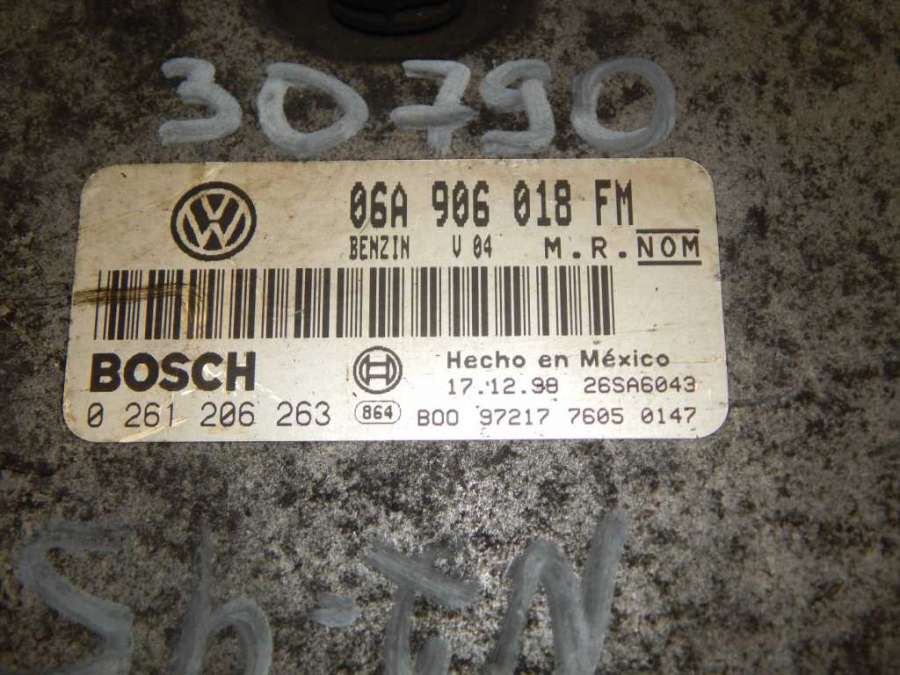 30790
06A 906 018 FM
BENZIN V 04 M.R.NOM
BOSCH
Hecho en México
17.12.98 26SA6043
0 261 206 263 864 B00 97217 7605 0147